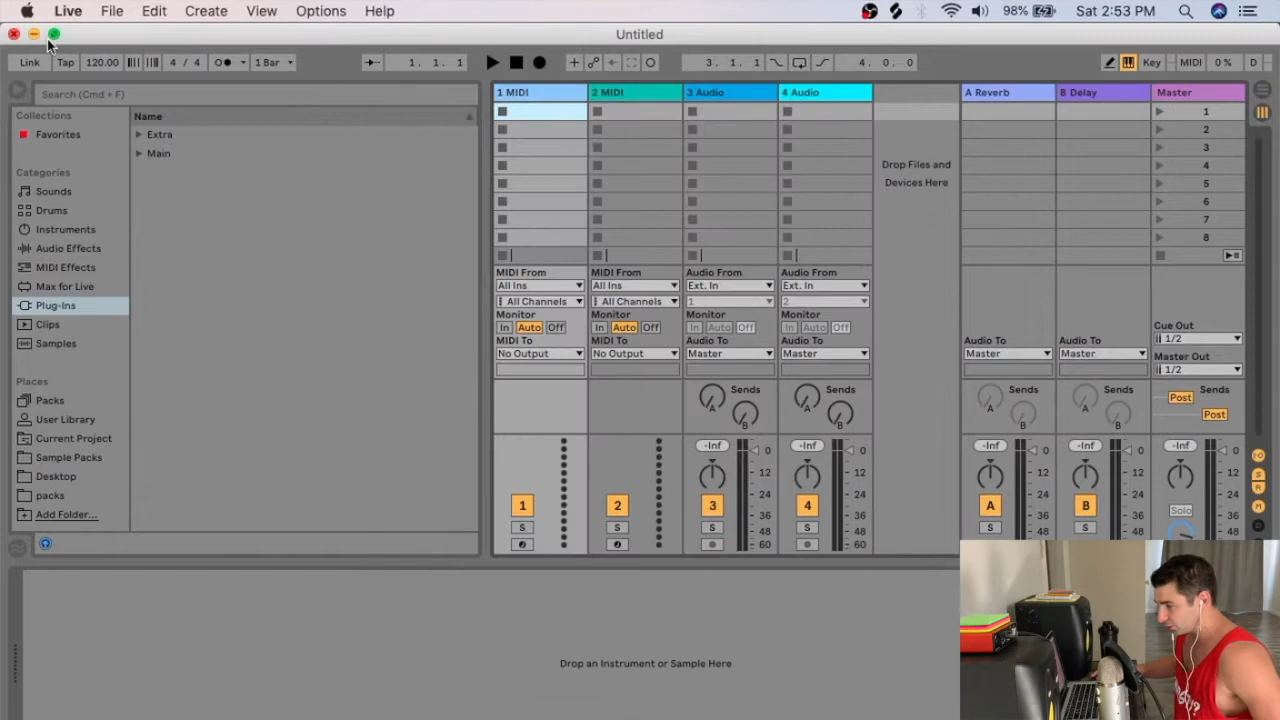 Live File Edit Create View Options Help 98% Sat 2:53 PM
Untitled
Link Tap 120.00 4 / 4 1 Bar 1. 1. 1 3. 1. 1 4. 0. 0 Key MIDI 0 % D
Search (Cmd + F)
Collections
Favorites
Categories
Sounds
Drums
Instruments
Audio Effects
MIDI Effects
Max for Live
Plug-Ins
Clips
Samples
Places
Packs
User Library
Current Project
Sample Packs
Desktop
packs
Add Folder...
Name
Extra
Main
1 MIDI 2 MIDI 3 Audio 4 Audio A Reverb B Delay Master
1
2
3
4
5
6
7
8
Drop Files and
Devices Here
MIDI From MIDI From Audio From Audio From
All Ins All Ins Ext. In Ext. In
All Channels All Channels 1 2
Monitor Monitor Monitor Monitor Cue Out
In Auto Off In Auto Off In Auto Off In Auto Off 1/2
MIDI To MIDI To Audio To Audio To Audio To Audio To Master Out
No Output No Output Master Master Master Master 1/2
Sends Sends Sends Sends Sends
A A A A Post
B B B B Post
-Inf -Inf -Inf -Inf -Inf
0 0 0 0 0
12 12 12 12 12
24 24 24 24 24
36 36 36 36 36
48 48 48 48 48
60 60
1 2 3 4 A B Solo
S S S S S S
Drop an Instrument or Sample Here